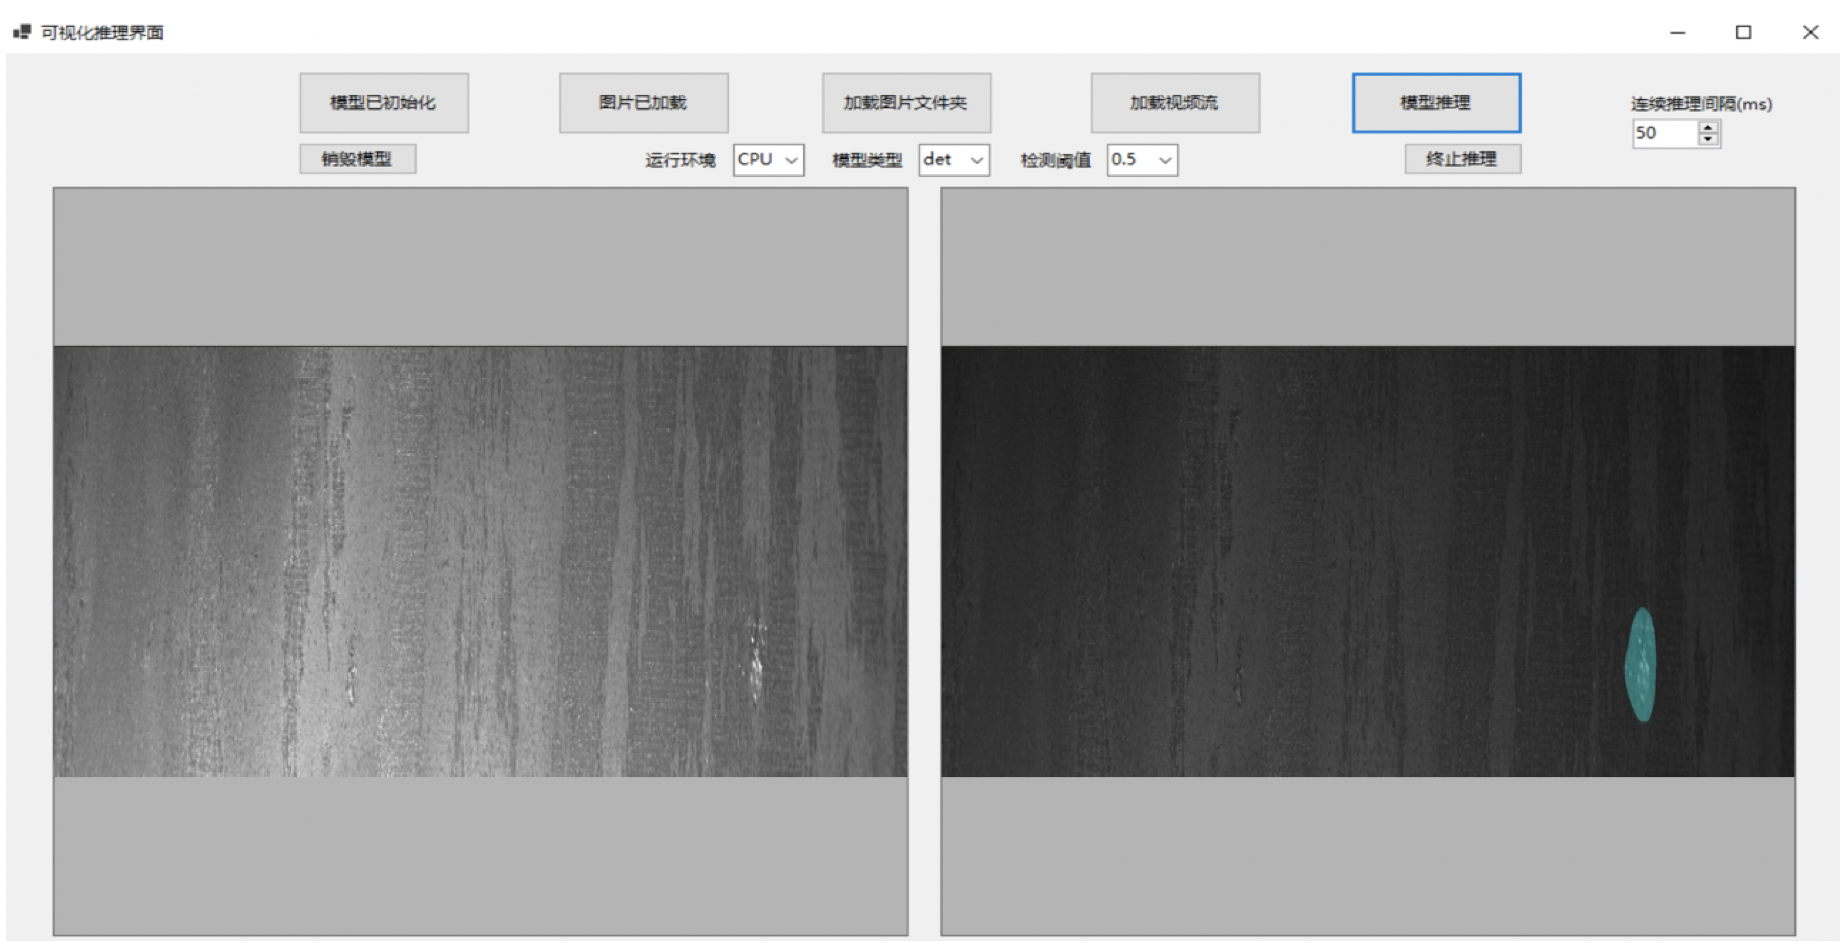 可视化推理界面
模型已初始化
图片已加载
加载图片文件夹
加载视频流
模型推理
连续推理间隔(ms)
50
销毁模型
运行环境 CPU
模型类型 det
检测阈值 0.5
终止推理